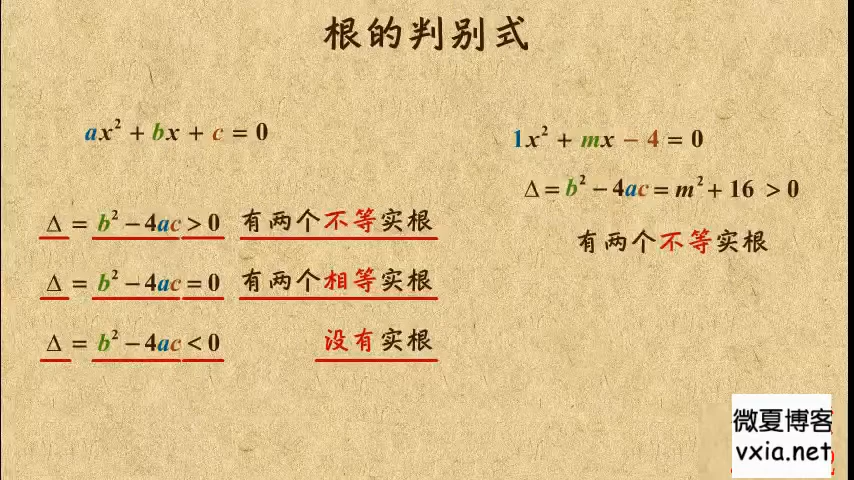 根的判别式
ax² + bx + c = 0
Δ = b² − 4ac > 0 有两个不等实根
Δ = b² − 4ac = 0 有两个相等实根
Δ = b² − 4ac < 0 没有实根
1x² + mx − 4 = 0
Δ = b² − 4ac = m² + 16 > 0
有两个不等实根
微夏博客
vxia.net